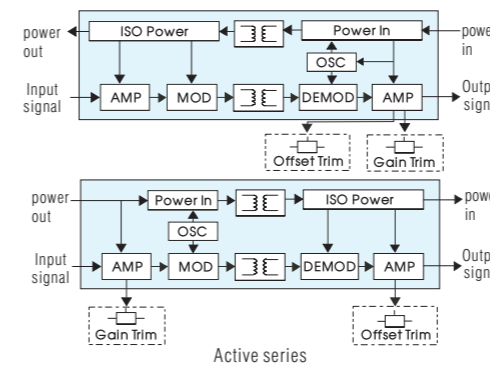 power out
ISO Power
Power In
in
OSC
Input signal
AMP
MOD
DEMOD
AMP
Offset Trim
Gain Trim
power out
Power In
ISO Power
in
OSC
Input signal
AMP
MOD
DEMOD
AMP
Gain Trim
Offset Trim
Active series